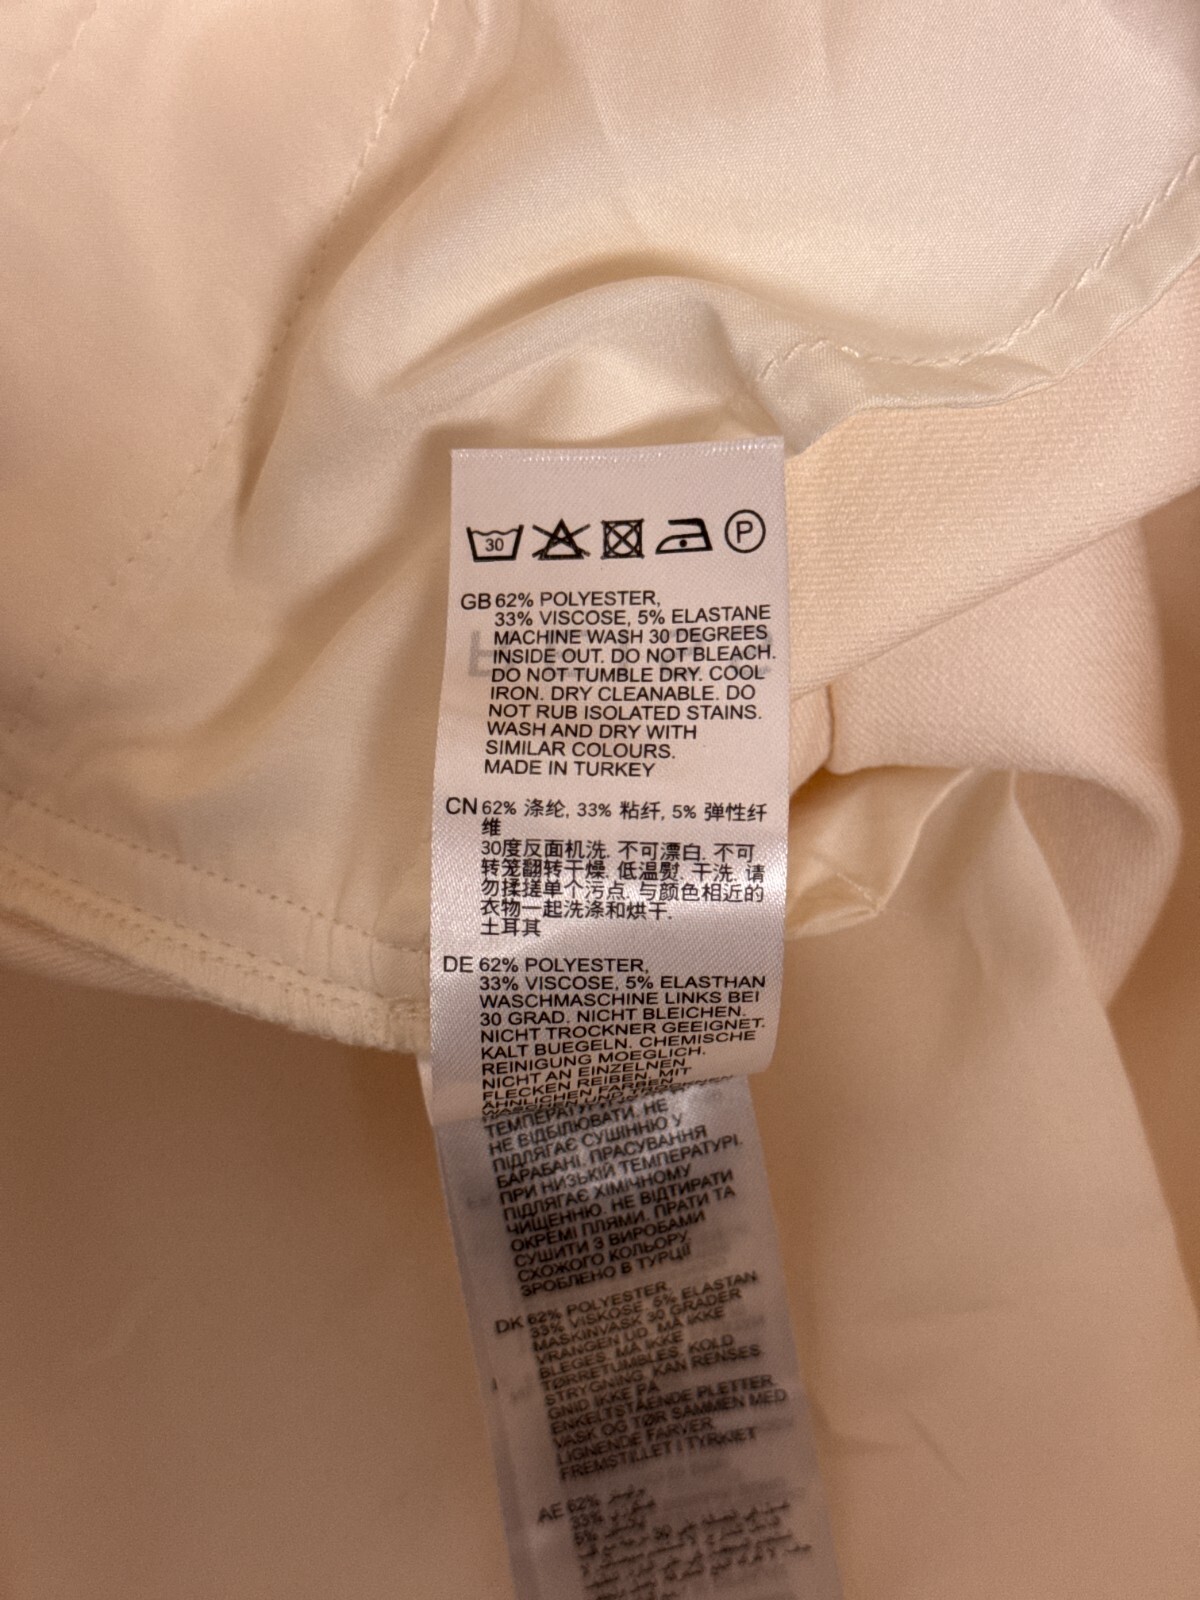 30
P
GB 62% POLYESTER,
33% VISCOSE, 5% ELASTANE
MACHINE WASH 30 DEGREES
INSIDE OUT. DO NOT BLEACH.
DO NOT TUMBLE DRY. COOL
IRON. DRY CLEANABLE. DO
NOT RUB ISOLATED STAINS.
WASH AND DRY WITH
SIMILAR COLOURS.
MADE IN TURKEY
CN 62% 涤纶, 33% 粘纤, 5% 弹性纤
维
30度反面机洗. 不可漂白. 不可
转笼翻转干燥. 低温熨. 干洗. 请
勿揉搓单个污点. 与颜色相近的
衣物一起洗涤和烘干.
土耳其
DE 62% POLYESTER,
33% VISCOSE, 5% ELASTHAN
WASCHMASCHINE LINKS BEI
30 GRAD. NICHT BLEICHEN.
NICHT TROCKNER GEEIGNET.
KALT BUEGELN. CHEMISCHE
REINIGUNG MOEGLICH.
NICHT AN EINZELNEN
FLECKEN REIBEN, MIT
ÄHNLICHEN FARBEN
WASCHEN UND TROCKNEN
НЕ
НЕ ВІДБІЛЮВАТИ. НЕ
ПІДЛЯГАЄ СУШІННЮ У
БАРАБАНІ. ПРАСУВАННЯ
ПРИ НИЗЬКІЙ ТЕМПЕРАТУРІ.
ПІДЛЯГАЄ ХІМІЧНОМУ
ЧИЩЕННЮ. НЕ ВІДТИРАТИ
ОКРЕМІ ПЛЯМИ. ПРАТИ ТА
СУШИТИ З ВИРОБАМИ
СХОЖОГО КОЛЬОРУ.
ЗРОБЛЕНО В ТУРЦІЇ
DK 62% POLYESTER,
33% VISKOSE, 5% ELASTAN
MASKINVASK 30 GRADER
VRANGEN UD. MÅ IKKE
BLEGES. MÅ IKKE
TØRRETUMBLES. KOLD
STRYGNING. KAN RENSES.
GNID IKKE PÅ
ENKELTSTÅENDE PLETTER.
VASK OG TØR SAMMEN MED
LIGNENDE FARVER.
FREMSTILLET I TYRKIET
AE 62%
33%
5%